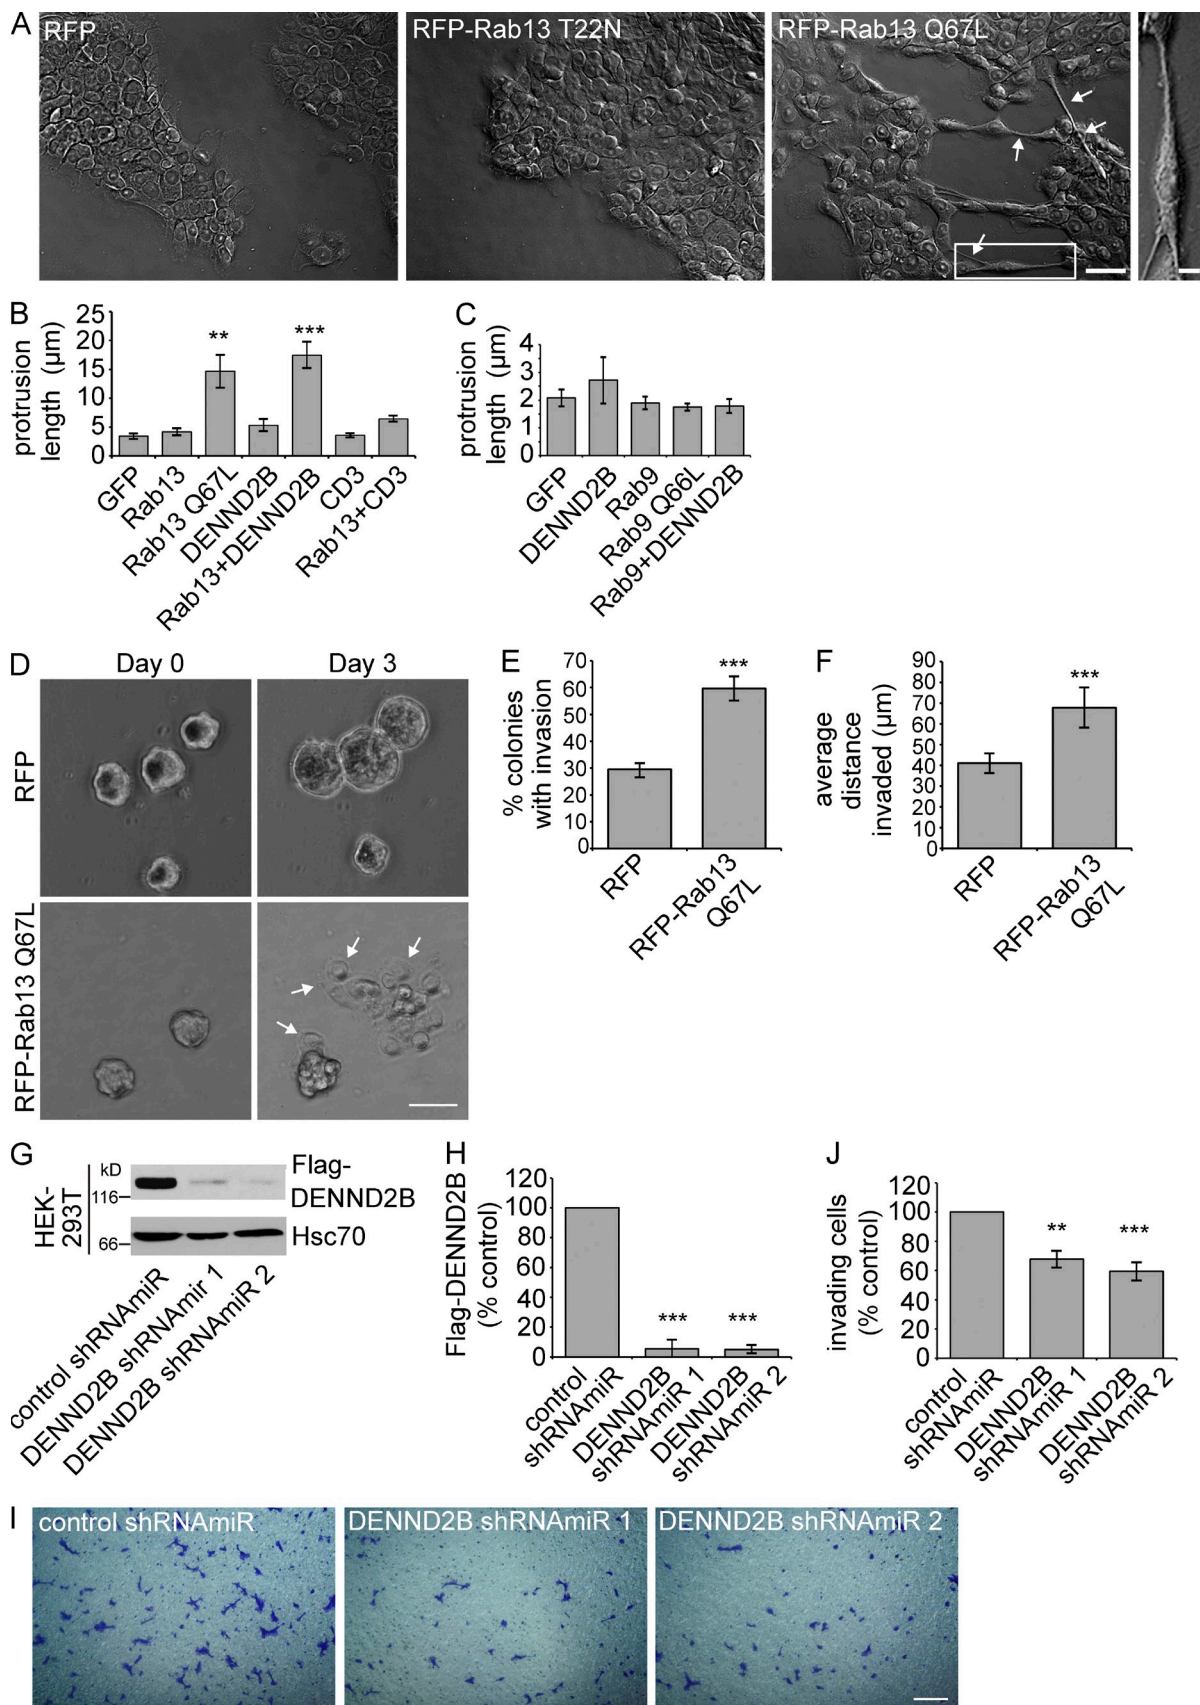 A
RFP
RFP-Rab13 T22N
RFP-Rab13 Q67L
B
25
20
15
10
5
0
protrusion
length (µm)
**
***
GFP
Rab13
Rab13 Q67L
DENND2B
Rab13+DENND2B
CD3
Rab13+CD3
C
4
3
2
1
0
protrusion
length (µm)
GFP
DENND2B
Rab9
Rab9 Q66L
Rab9+DENND2B
D
Day 0
Day 3
RFP
RFP-Rab13 Q67L
E
70
60
50
40
30
20
10
0
% colonies
with invasion
***
RFP
RFP-Rab13
Q67L
F
90
80
70
60
50
40
30
20
10
0
average
distance
invaded (µm)
***
RFP
RFP-Rab13
Q67L
G
HEK-
293T
kD
116
66
Flag-
DENND2B
Hsc70
control shRNAmiR
DENND2B shRNAmir 1
DENND2B shRNAmiR 2
H
120
100
80
60
40
20
0
Flag-DENND2B
(% control)
***
***
control
shRNAmiR
DENND2B
shRNAmiR 1
DENND2B
shRNAmiR 2
J
120
100
80
60
40
20
0
invading cells
(% control)
**
***
control
shRNAmiR
DENND2B
shRNAmiR 1
DENND2B
shRNAmiR 2
I
control shRNAmiR
DENND2B shRNAmiR 1
DENND2B shRNAmiR 2